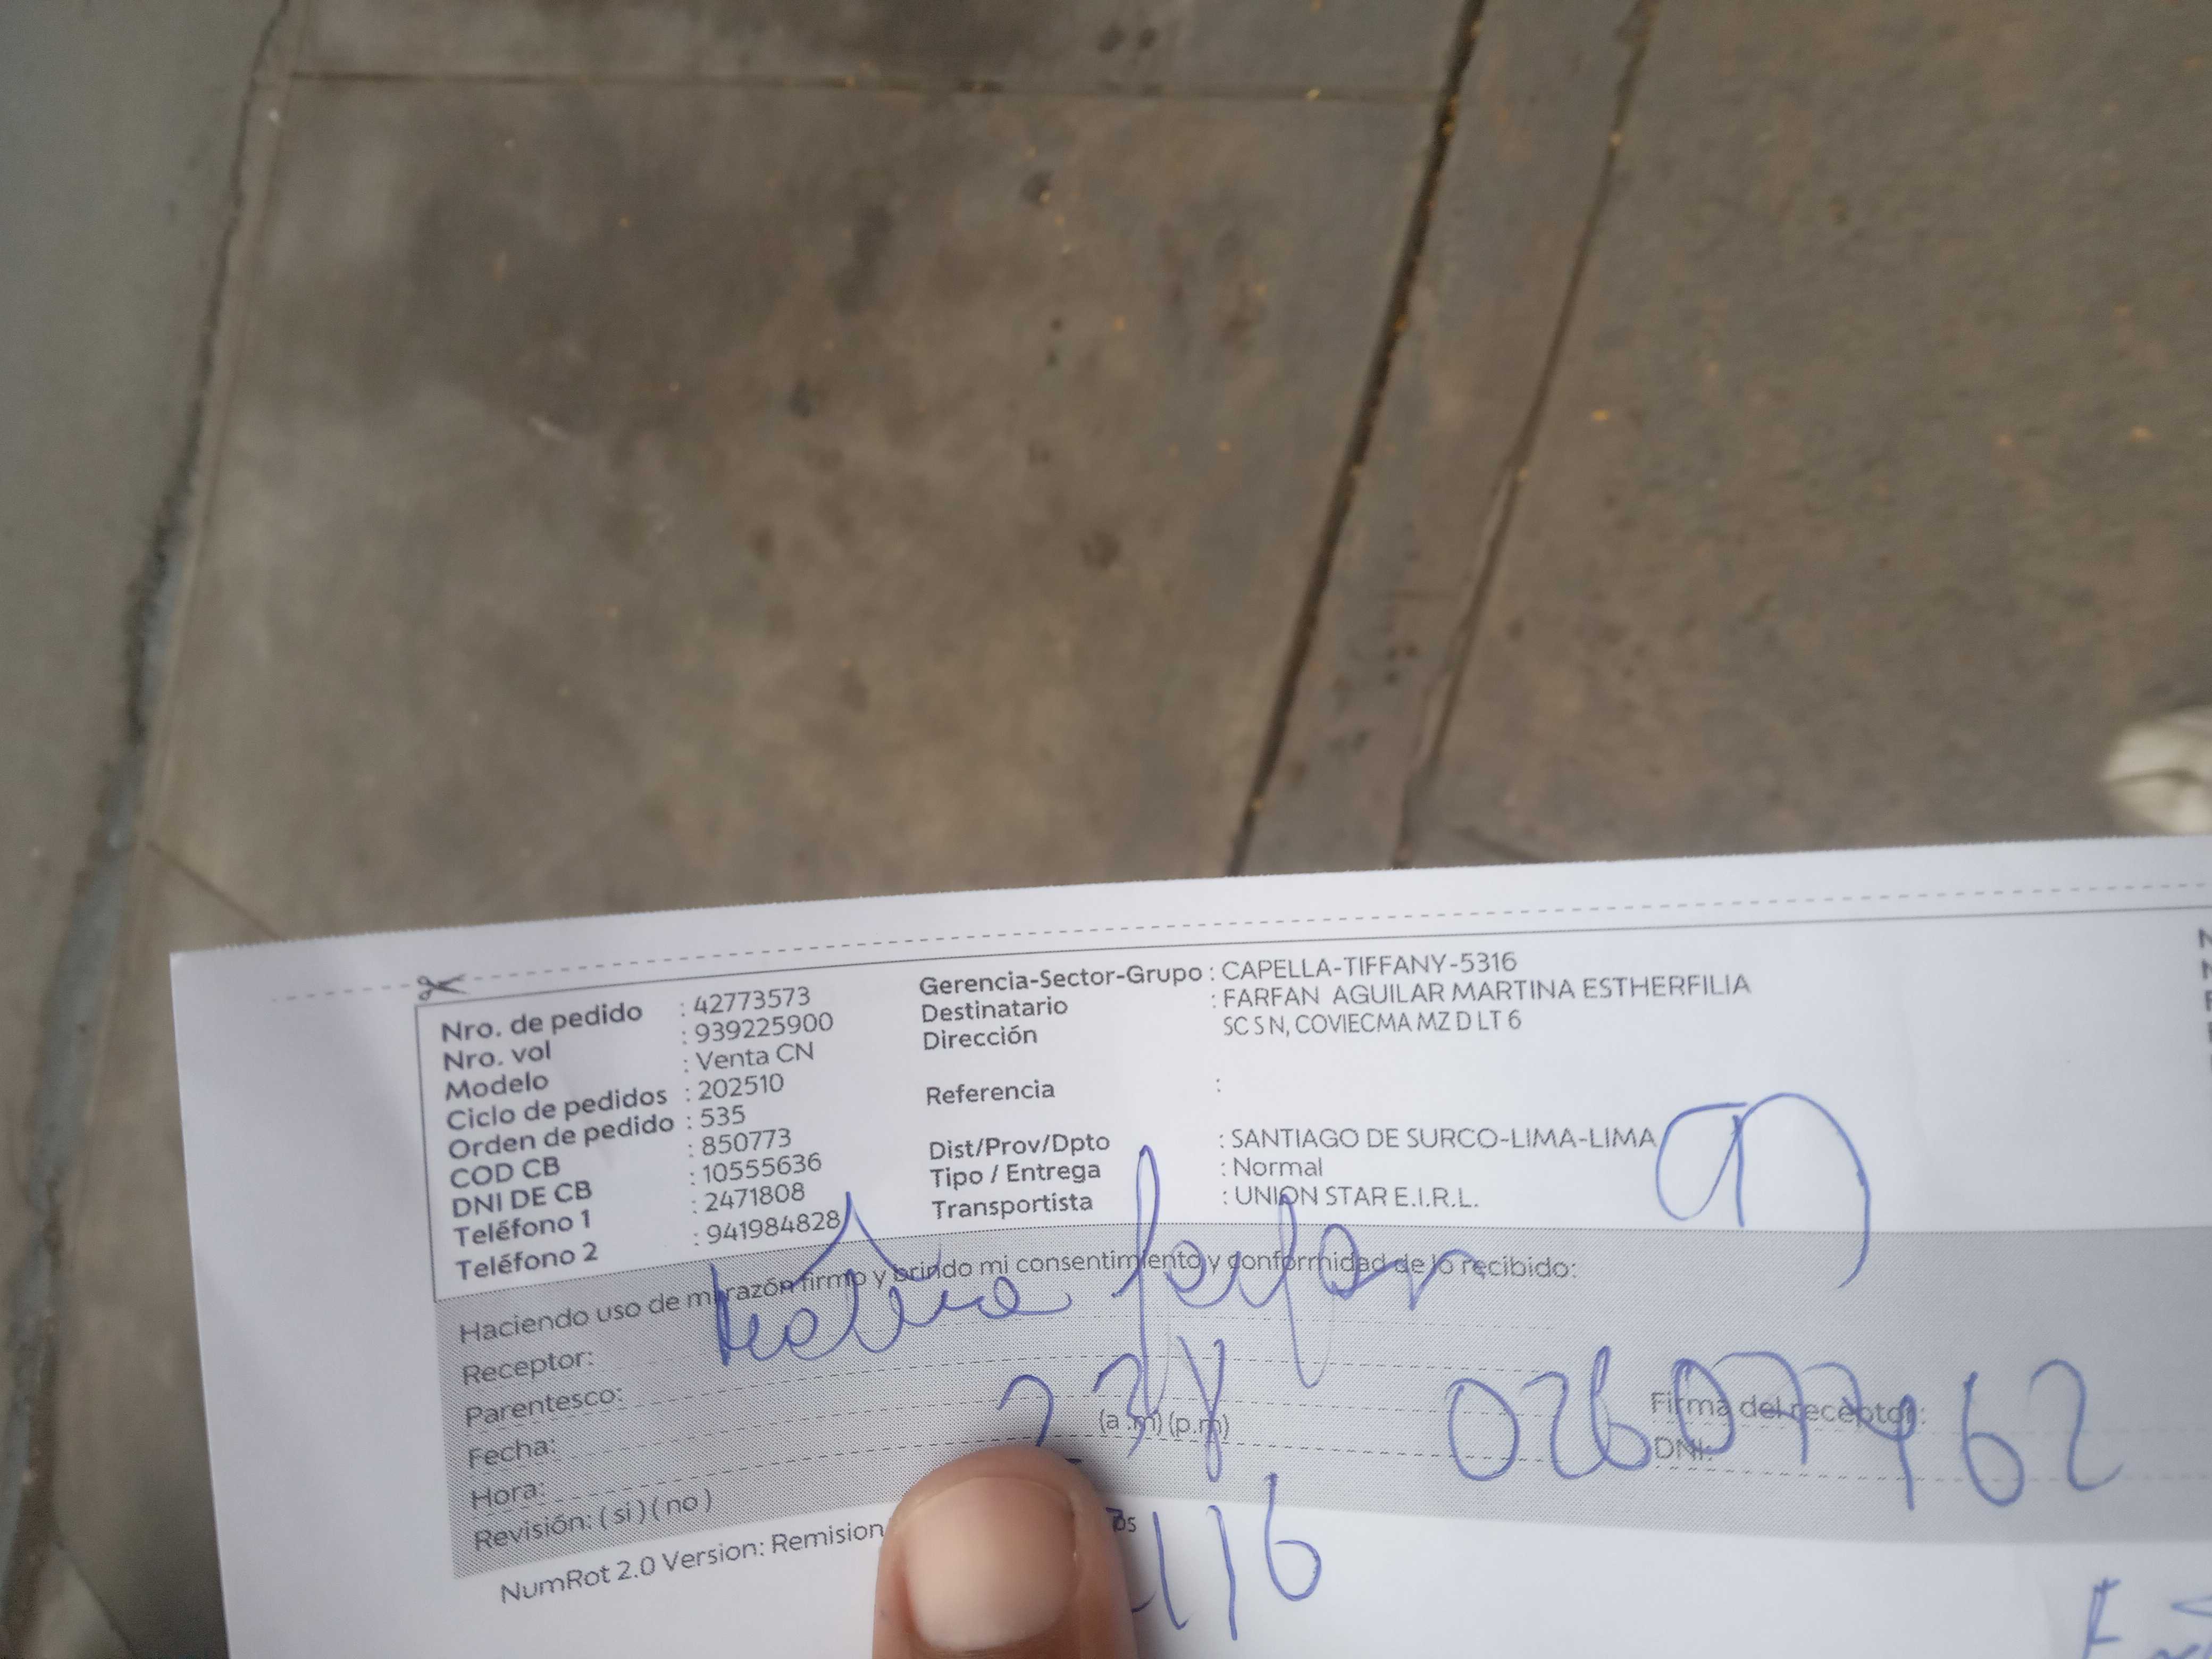 Nro. de pedido : 42773573
Nro. vol : 939225900
Modelo : Venta CN
Ciclo de pedidos : 202510
Orden de pedido : 535
COD CB : 850773
DNI DE CB : 10555636
Teléfono 1 : 2471808
Teléfono 2 : 941984828
Gerencia-Sector-Grupo : CAPELLA-TIFFANY-5316
Destinatario : FARFAN AGUILAR MARTINA ESTHERFILIA
Dirección SC S N, COVIECMA MZ D LT 6
Referencia :
Dist/Prov/Dpto : SANTIAGO DE SURCO-LIMA-LIMA
Tipo / Entrega : Normal
Transportista : UNION STAR E.I.R.L.
Haciendo uso de mi razón firmo y brindo mi consentimiento y conformidad de lo recibido:
Receptor: farfan
Parentesco:
Fecha:
Hora: (a.m) (p.m)
Revisión: ( si ) ( no )
Firma del receptor:
DNI:
NumRot 2.0 Version: Remision